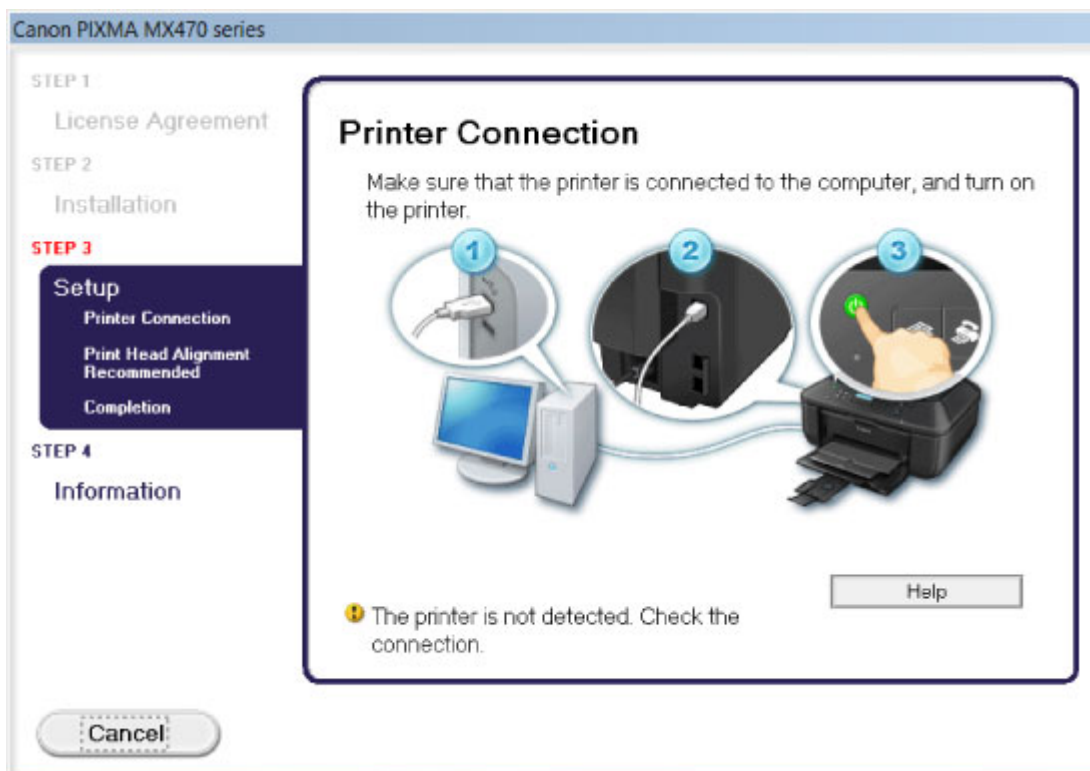 Canon PIXMA MX470 series
STEP 1
License Agreement
STEP 2
Installation
STEP 3
Setup
Printer Connection
Print Head Alignment
Recommended
Completion
STEP 4
Information
Printer Connection
Make sure that the printer is connected to the computer, and turn on
the printer.
1
2
3
Help
The printer is not detected. Check the
connection.
Cancel